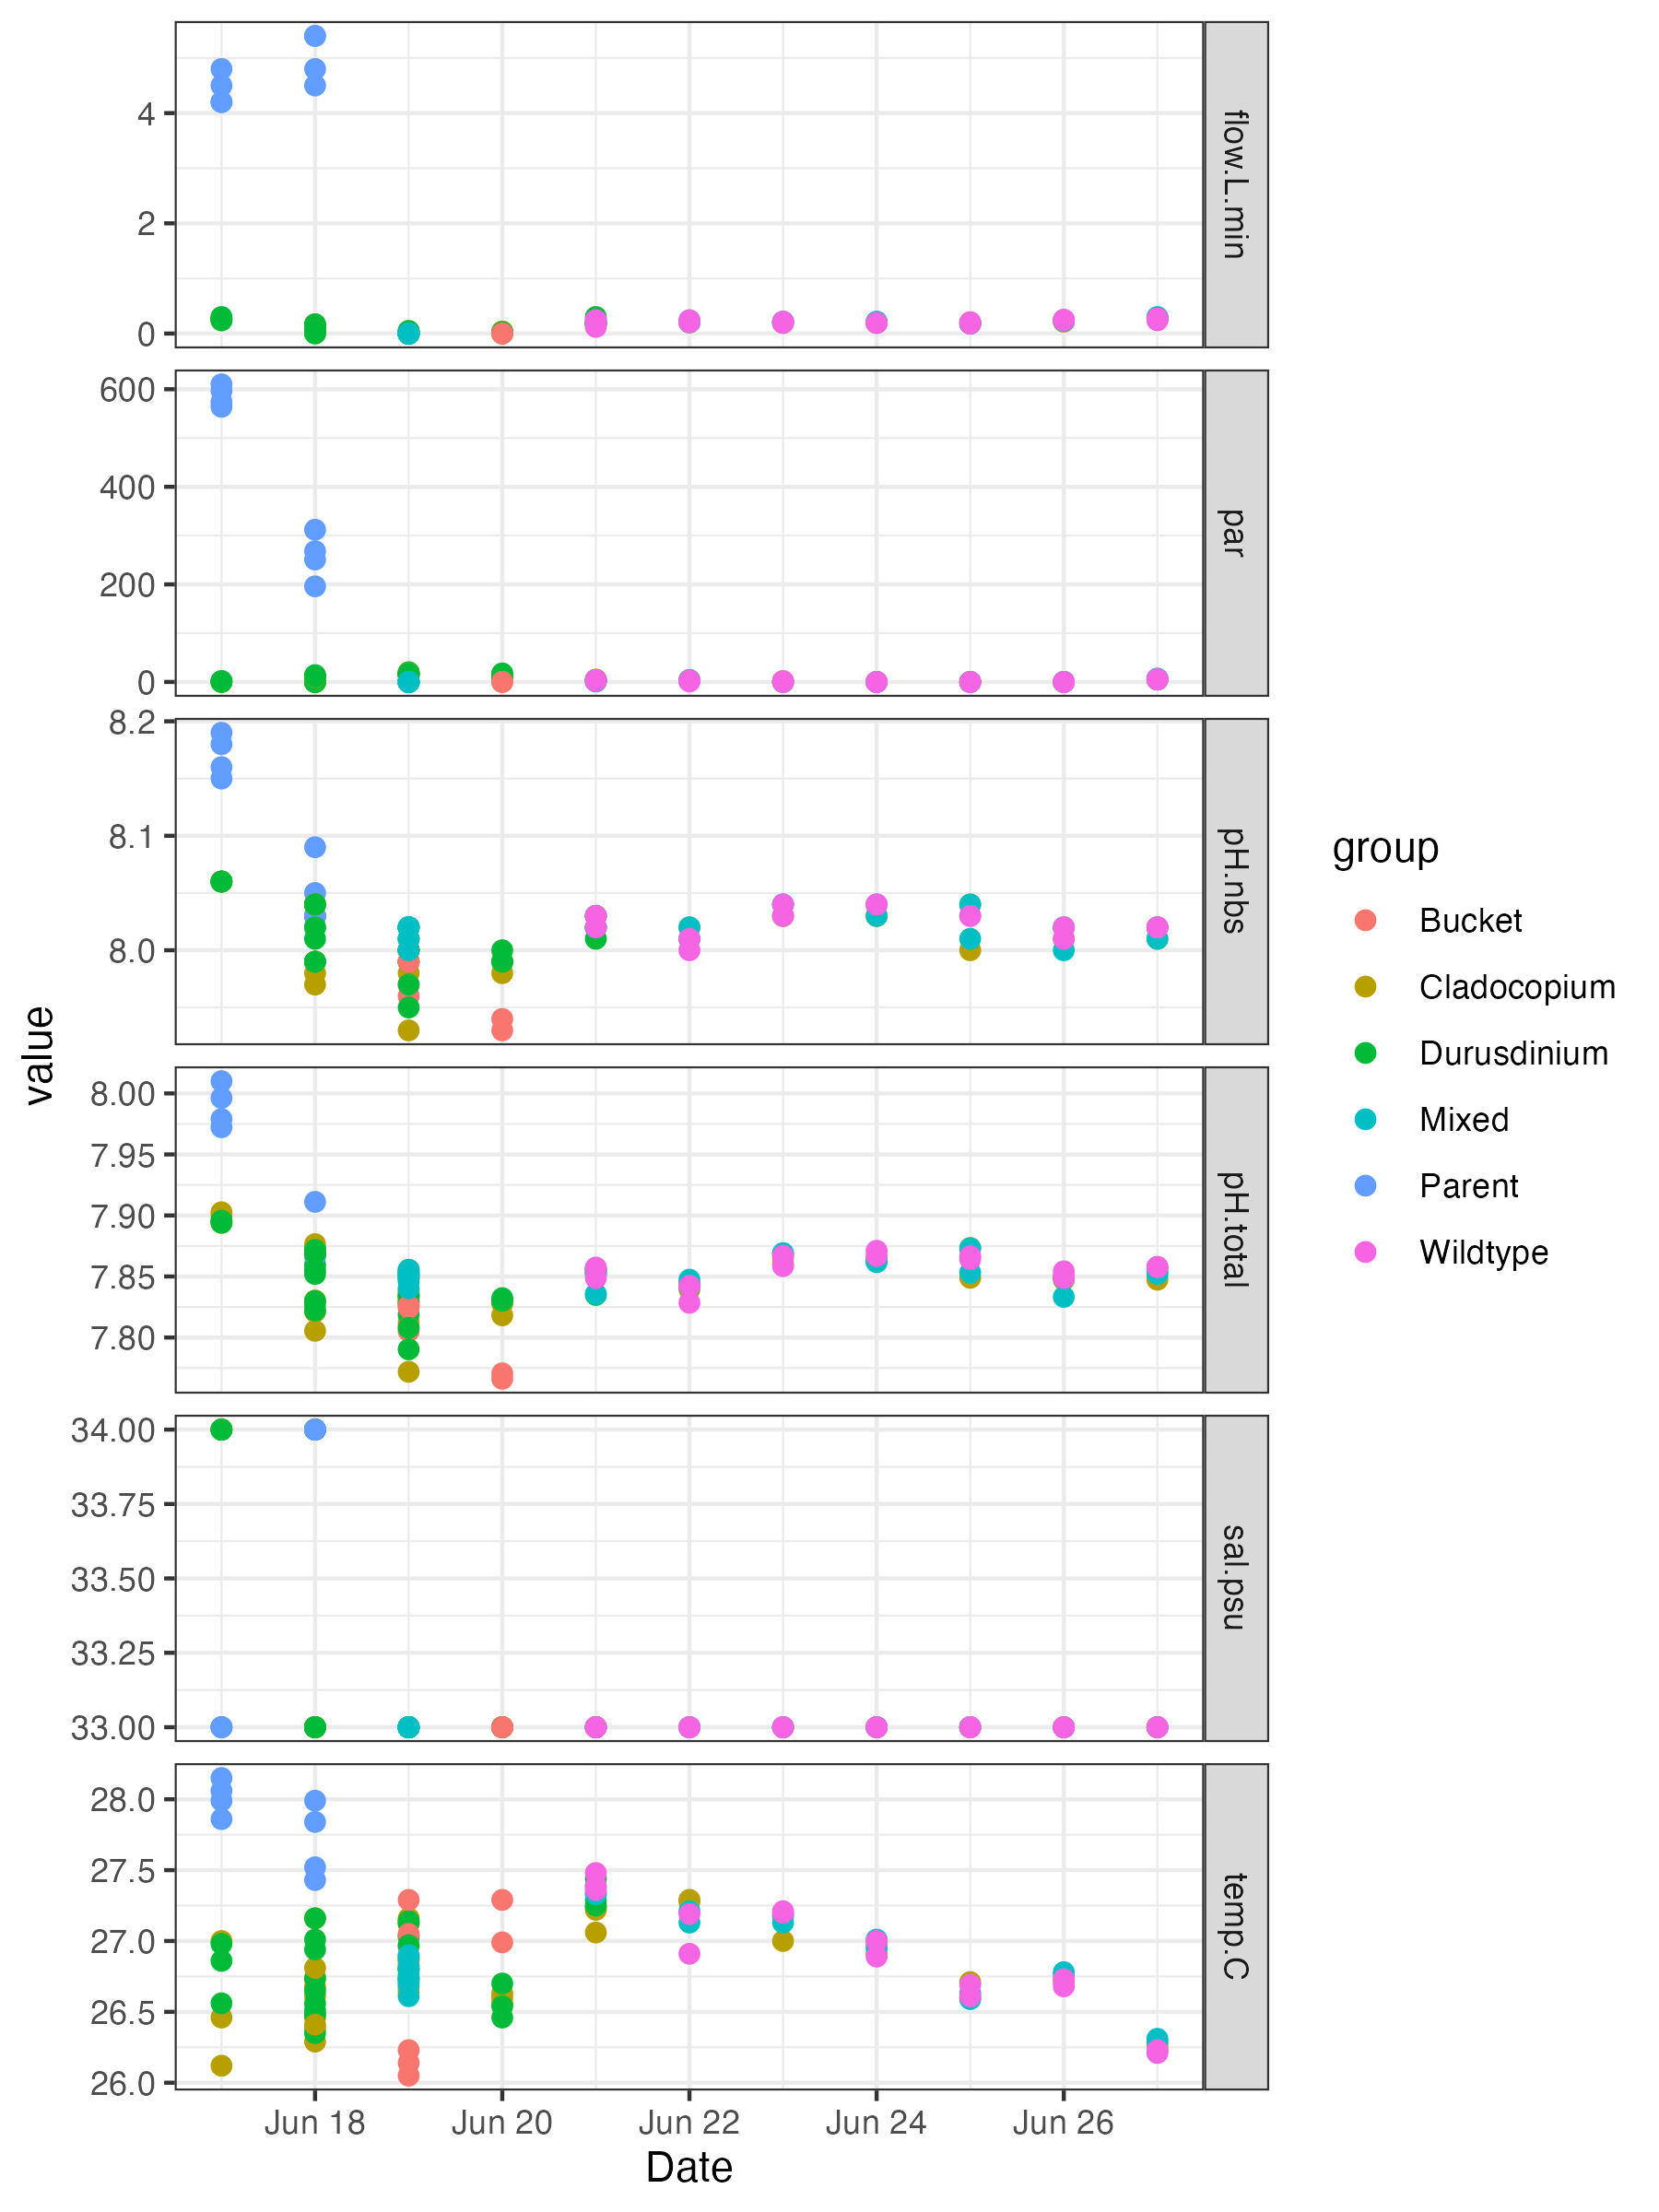 4
2
0
flow.L.min
600
400
200
0
par
8.2
8.1
8.0
pH.nbs
8.00
7.95
7.90
7.85
7.80
pH.total
34.00
33.75
33.50
33.25
33.00
sal.psu
28.0
27.5
27.0
26.5
26.0
temp.C
Jun 18 Jun 20 Jun 22 Jun 24 Jun 26
Date
value
group
Bucket
Cladocopium
Durusdinium
Mixed
Parent
Wildtype